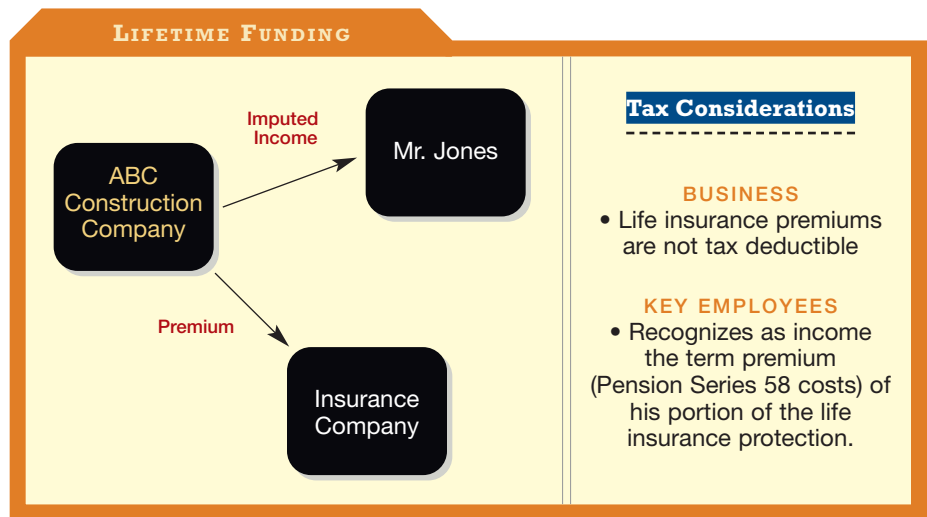 LIFETIME FUNDING
Imputed
Income
Mr. Jones
ABC
Construction
Company
Premium
Insurance
Company
Tax Considerations
BUSINESS
• Life insurance premiums
are not tax deductible
KEY EMPLOYEES
• Recognizes as income
the term premium
(Pension Series 58 costs) of
his portion of the life
insurance protection.